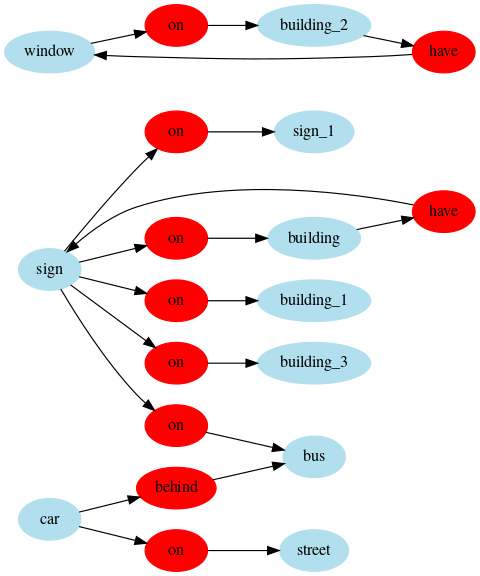 window on building_2 have
on sign_1
have
on building
sign
on building_1
on building_3
on
bus
behind
car
on street